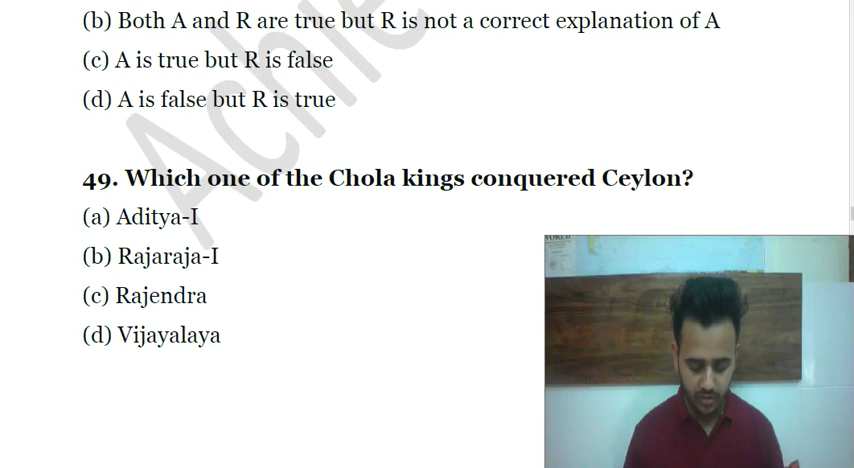 (b) Both A and R are true but R is not a correct explanation of A
(c) A is true but R is false
(d) A is false but R is true
Achie
49. Which one of the Chola kings conquered Ceylon?
(a) Aditya-I
(b) Rajaraja-I
(c) Rajendra
(d) Vijayalaya